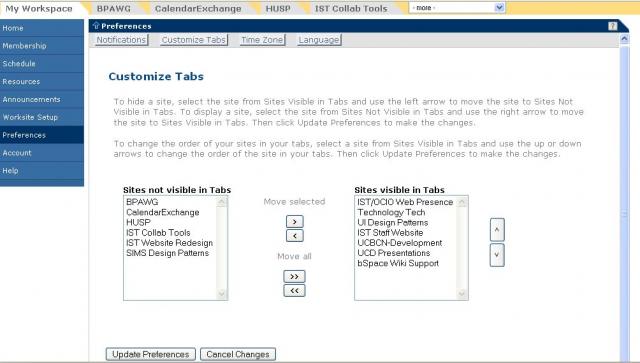 My Workspace BPAWG CalendarExchange HUSP IST Collab Tools - more -
Home
Membership
Schedule
Resources
Announcements
Worksite Setup
Preferences
Account
Help
Preferences ?
Notifications Customize Tabs Time Zone Language
Customize Tabs
To hide a site, select the site from Sites Visible in Tabs and use the left arrow to move the site to Sites Not
Visible in Tabs. To display a site, select the site from Sites Not Visible in Tabs and use the right arrow to move
the site to Sites Visible in Tabs. Then click Update Preferences to make the changes.
To change the order of your sites in your tabs, select a site from Sites Visible in Tabs and use the up or down
arrows to change the order of the site in your tabs. Then click Update Preferences to make the changes.
Sites not visible in Tabs
BPAWG
CalendarExchange
HUSP
IST Collab Tools
IST Website Redesign
SIMS Design Patterns
Move selected
>
<
Move all
>>
<<
Sites visible in Tabs
IST/OCIO Web Presence
Technology Tech
UI Design Patterns
IST Staff Website
UCBCN-Development
UCD Presentations
bSpace Wiki Support
^
v
Update Preferences Cancel Changes